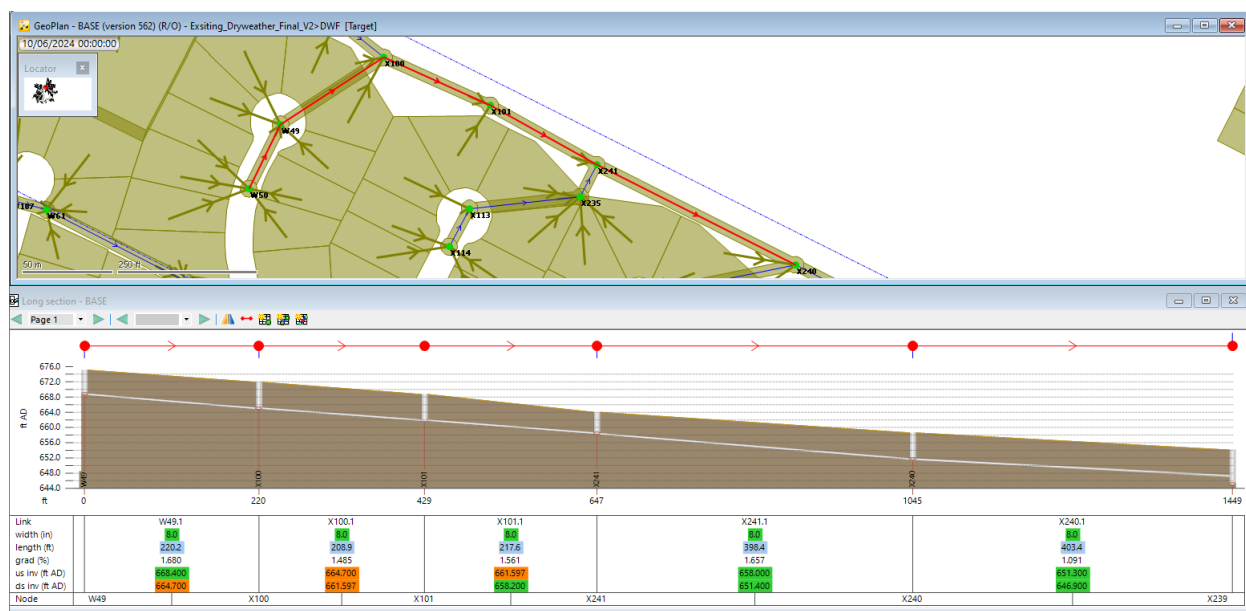 GeoPlan - BASE (version 562) (R/O) - Exsiting_Dryweather_Final_V2>DWF [Target]
10/06/2024 00:00:00
Locator
X100
X101
W49
X241
W50
X235
X113
W61
X114
X240
50 m
250 ft
Long section - BASE
Page 1
676.0
672.0
668.0
664.0
660.0
656.0
652.0
648.0
644.0
ft AD
W49
X100
X101
X241
X240
ft 0 220 429 647 1045 1449
Link W49.1 X100.1 X101.1 X241.1 X240.1
width (in) 8.0 8.0 8.0 8.0 8.0
length (ft) 220.2 208.9 217.6 398.4 403.4
grad (%) 1.680 1.485 1.561 1.657 1.091
us inv (ft AD) 668.400 664.700 661.597 658.000 651.300
ds inv (ft AD) 664.700 661.597 658.200 651.400 646.900
Node W49 X100 X101 X241 X240 X239